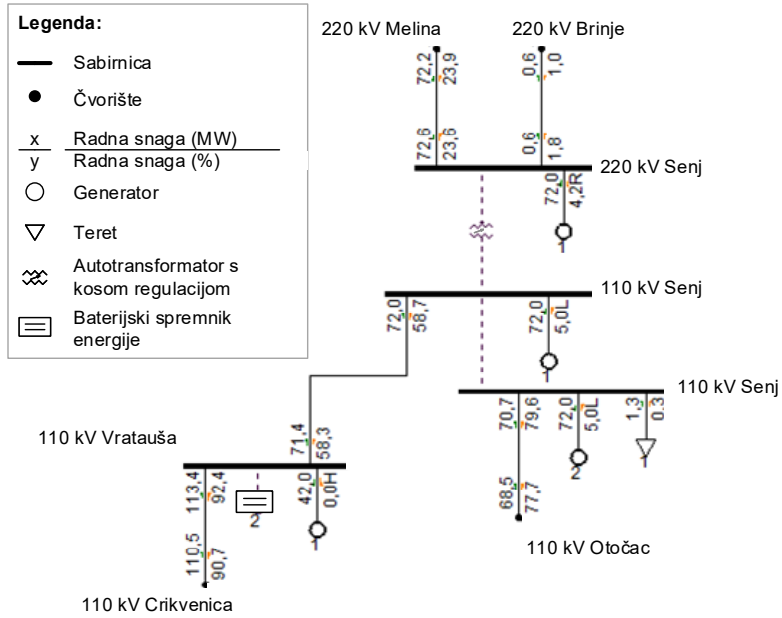 Legenda:
Sabirnica
Čvorište
x Radna snaga (MW)
y Radna snaga (%)
Generator
Teret
Autotransformator s
kosom regulacijom
Baterijski spremnik
energije
220 kV Melina
220 kV Brinje
72,2
23,9
0,6
1,0
72,6
23,6
0,6
1,8
220 kV Senj
72,0
4,2R
1
110 kV Senj
72,0
58,7
72,0
5,0L
1
110 kV Senj
70,7
79,6
72,0
5,0L
1,3
0,3
2
1
68,5
77,7
110 kV Otočac
71,4
58,3
110 kV Vratauša
113,4
92,4
2
42,0
0,0H
1
110,5
90,7
110 kV Crikvenica